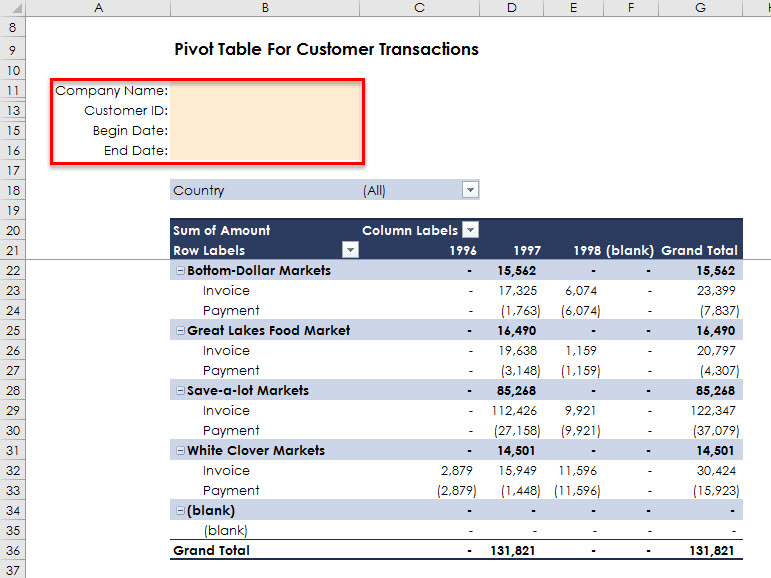 A B C D E F G
8
9 Pivot Table For Customer Transactions
10
11 Company Name:
13 Customer ID:
15 Begin Date:
16 End Date:
17
18 Country (All)
19
20 Sum of Amount Column Labels
21 Row Labels 1996 1997 1998 (blank) Grand Total
22 Bottom-Dollar Markets - 15,562 - - 15,562
23 Invoice - 17,325 6,074 - 23,399
24 Payment - (1,763) (6,074) - (7,837)
25 Great Lakes Food Market - 16,490 - - 16,490
26 Invoice - 19,638 1,159 - 20,797
27 Payment - (3,148) (1,159) - (4,307)
28 Save-a-lot Markets - 85,268 - - 85,268
29 Invoice - 112,426 9,921 - 122,347
30 Payment - (27,158) (9,921) - (37,079)
31 White Clover Markets - 14,501 - - 14,501
32 Invoice 2,879 15,949 11,596 - 30,424
33 Payment (2,879) (1,448) (11,596) - (15,923)
34 (blank) - - - - -
35 (blank) - - - - -
36 Grand Total - 131,821 - - 131,821
37